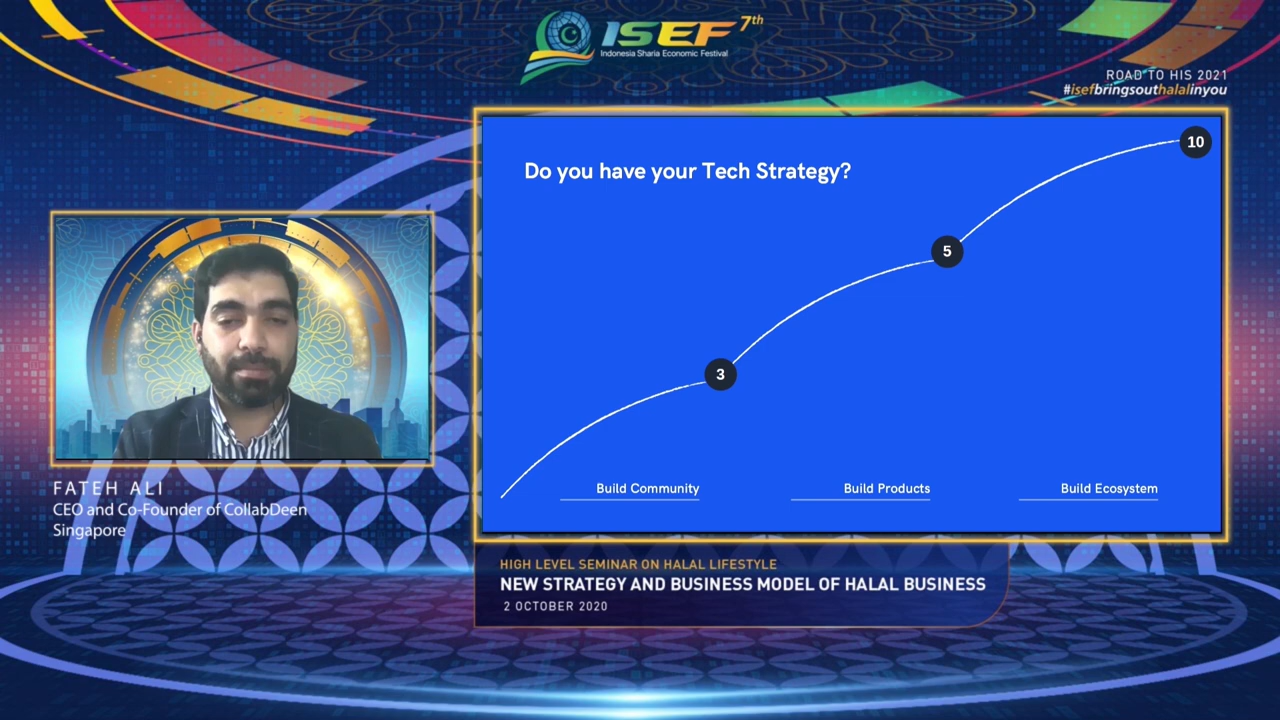 ISEF 7th
Indonesia Sharia Economic Festival
ROAD TO HIS 2021
#isefbringsouthalalinyou
Do you have your Tech Strategy?
10
5
3
Build Community
Build Products
Build Ecosystem
FATEH ALI
CEO and Co-Founder of CollabDeen
Singapore
HIGH LEVEL SEMINAR ON HALAL LIFESTYLE
NEW STRATEGY AND BUSINESS MODEL OF HALAL BUSINESS
2 OCTOBER 2020